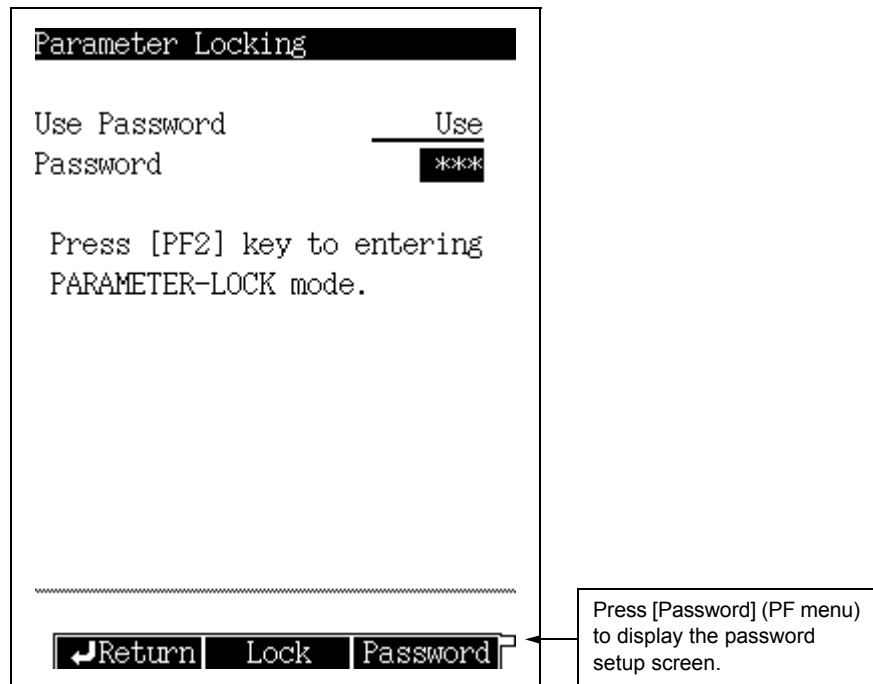 Parameter Locking
Use Password Use
Password ***
Press [PF2] key to entering
PARAMETER-LOCK mode.
Return Lock Password
Press [Password] (PF menu)
to display the password
setup screen.